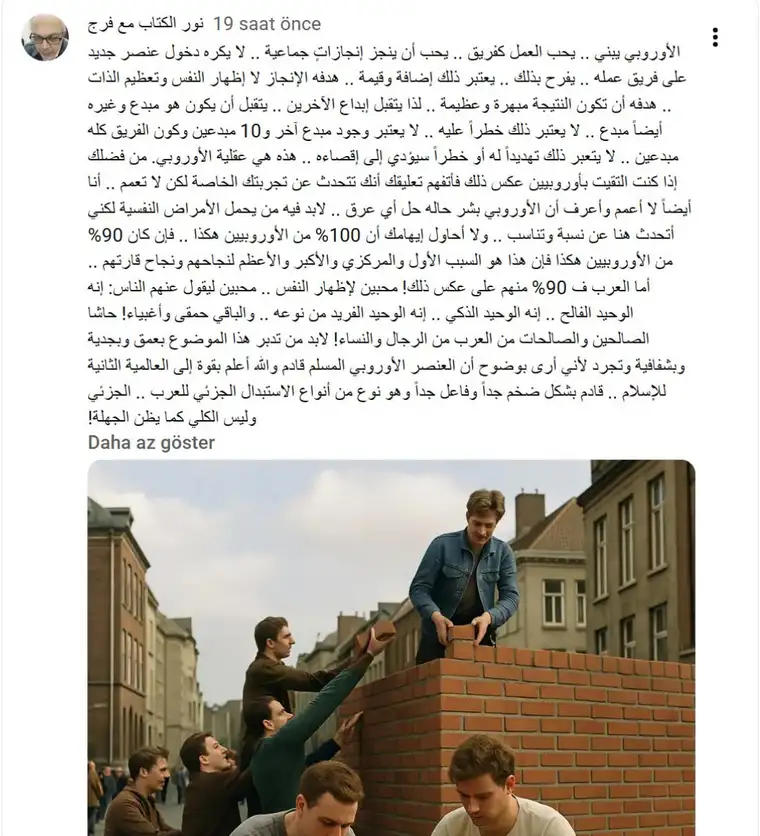 نور الكتاب مع فرج 19 saat önce
الأوروبي يبني .. يحب العمل كفريق .. يحب أن ينجز إنجازاتٍ جماعية .. لا يكره دخول عنصر جديد
على فريق عمله .. يفرح بذلك .. يعتبر ذلك إضافة وقيمة .. هدفه الإنجاز لا إظهار النفس وتعظيم الذات
.. هدفه أن تكون النتيجة مبهرة وعظيمة .. لذا يتقبل إبداع الآخرين .. يتقبل أن يكون هو مبدع وغيره
أيضاً مبدع .. لا يعتبر ذلك خطراً عليه .. لا يعتبر وجود مبدع آخر و10 مبدعين وكون الفريق كله
مبدعين .. لا يتعبر ذلك تهديداً له أو خطراً سيؤدي إلى إقصاءه .. هذه هي عقلية الأوروبي. من فضلك
إذا كنت التقيت بأوروبيين عكس ذلك فأتفهم تعليقك أنك تتحدث عن تجربتك الخاصة لكن لا تعمم .. أنا
أيضاً لا أعمم وأعرف أن الأوروبي بشر حاله حل أي عرق .. لابد فيه من يحمل الأمراض النفسية لكني
أتحدث هنا عن نسبة وتناسب .. ولا أحاول إيهامك أن 100% من الأوروبيين هكذا .. فإن كان 90%
من الأوروبيين هكذا فإن هذا هو السبب الأول والمركزي والأكبر والأعظم لنجاحهم ونجاح قارتهم ..
أما العرب ف 90% منهم على عكس ذلك! محبين لإظهار النفس .. محبين ليقول عنهم الناس: إنه
الوحيد الفالح .. إنه الوحيد الذكي .. إنه الوحيد الفريد من نوعه .. والباقي حمقى وأغبياء! حاشا
الصالحين والصالحات من العرب من الرجال والنساء! لابد من تدبر هذا الموضوع بعمق وبجدية
وبشفافية وتجرد لأني أرى بوضوح أن العنصر الأوروبي المسلم قادم والله أعلم بقوة إلى العالمية الثانية
للإسلام .. قادم بشكل ضخم جداً وفاعل جداً وهو نوع من أنواع الاستبدال الجزئي للعرب .. الجزئي
وليس الكلي كما يظن الجهلة!
Daha az göster